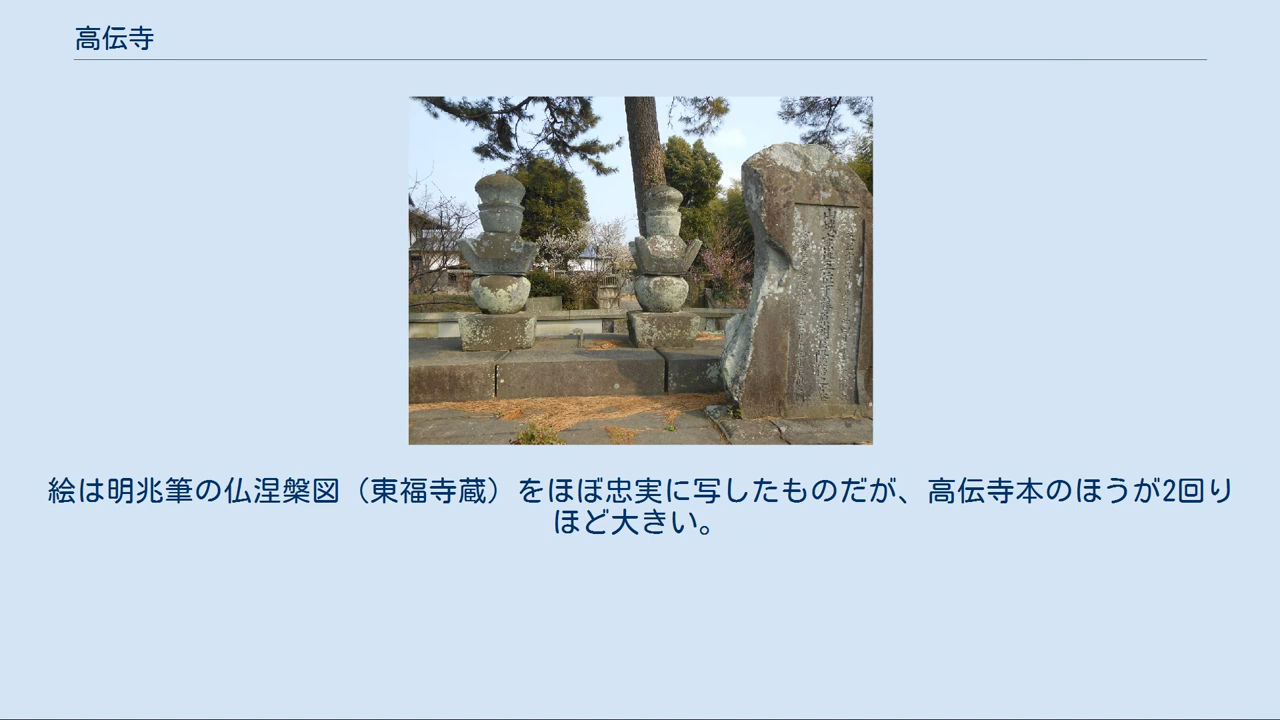 高伝寺
絵は明兆筆の仏涅槃図（東福寺蔵）をほぼ忠実に写したものだが、高伝寺本のほうが2回り
ほど大きい。